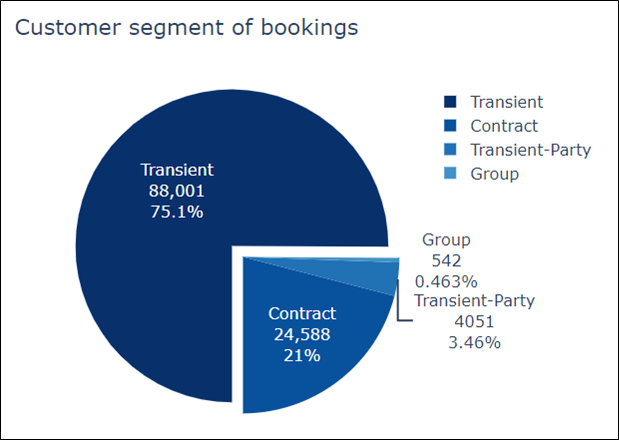 Customer segment of bookings
Transient
Contract
Transient-Party
Group
Transient
88,001
75.1%
Group
542
0.463%
Transient-Party
4051
3.46%
Contract
24,588
21%